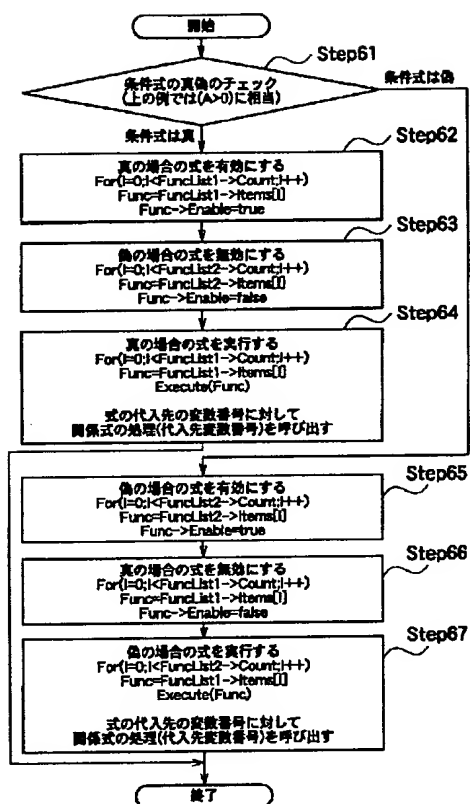 開始
Step61
条件式の真偽のチェック
(上の例では(A>0)に相当)
条件式は偽
条件式は真
Step62
真の場合の式を有効にする
For(i=0;i<FuncList1->Count;i++)
Func=FuncList1->Items[i]
Func->Enable=true
Step63
偽の場合の式を無効にする
For(i=0;i<FuncList2->Count;i++)
Func=FuncList2->Items[i]
Func->Enable=false
Step64
真の場合の式を実行する
For(i=0;i<FuncList1->Count;i++)
Func=FuncList1->Items[i]
Execute(Func)
式の代入先の変数番号に対して
関係式の処理(代入先変数番号)を呼び出す
Step65
偽の場合の式を有効にする
For(i=0;i<FuncList2->Count;i++)
Func=FuncList2->Items[i]
Func->Enable=true
Step66
真の場合の式を無効にする
For(i=0;i<FuncList1->Count;i++)
Func=FuncList1->Items[i]
Func->Enable=false
Step67
偽の場合の式を実行する
For(i=0;i<FuncList2->Count;i++)
Func=FuncList2->Items[i]
Execute(Func)
式の代入先の変数番号に対して
関係式の処理(代入先変数番号)を呼び出す
終了